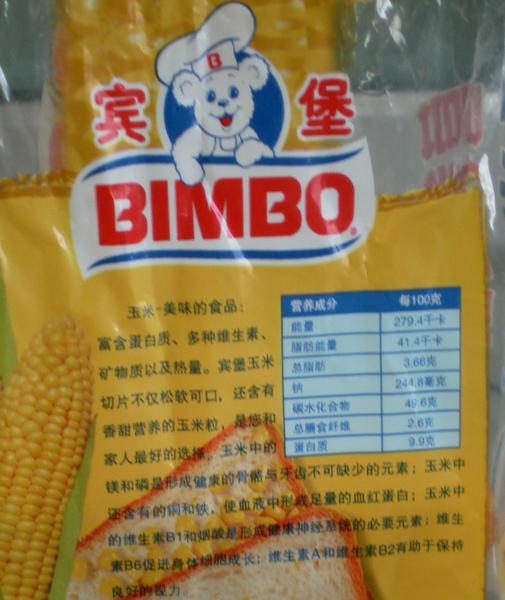 B
宾 堡
BIMBO
玉米-美味的食品：
富含蛋白质、多种维生素、
矿物质以及热量。宾堡玉米
切片不仅松软可口，还含有
香甜营养的玉米粒，是您和
家人最好的选择。玉米中的
镁和磷是形成健康的骨骼与牙齿不可缺少的元素；玉米中
还含有的铜和铁，使血液中形成足量的血红蛋白；玉米中
的维生素B1和烟酸是形成健康神经系统的必要元素；维生
素B6促进身体细胞成长；维生素A和维生素B2有助于保持
良好的视力。
营养成分 每100克
能量 279.4千卡
脂肪能量 41.4千卡
总脂肪 3.66克
钠 244.8毫克
碳水化合物 49.6克
总膳食纤维 2.6克
蛋白质 9.9克